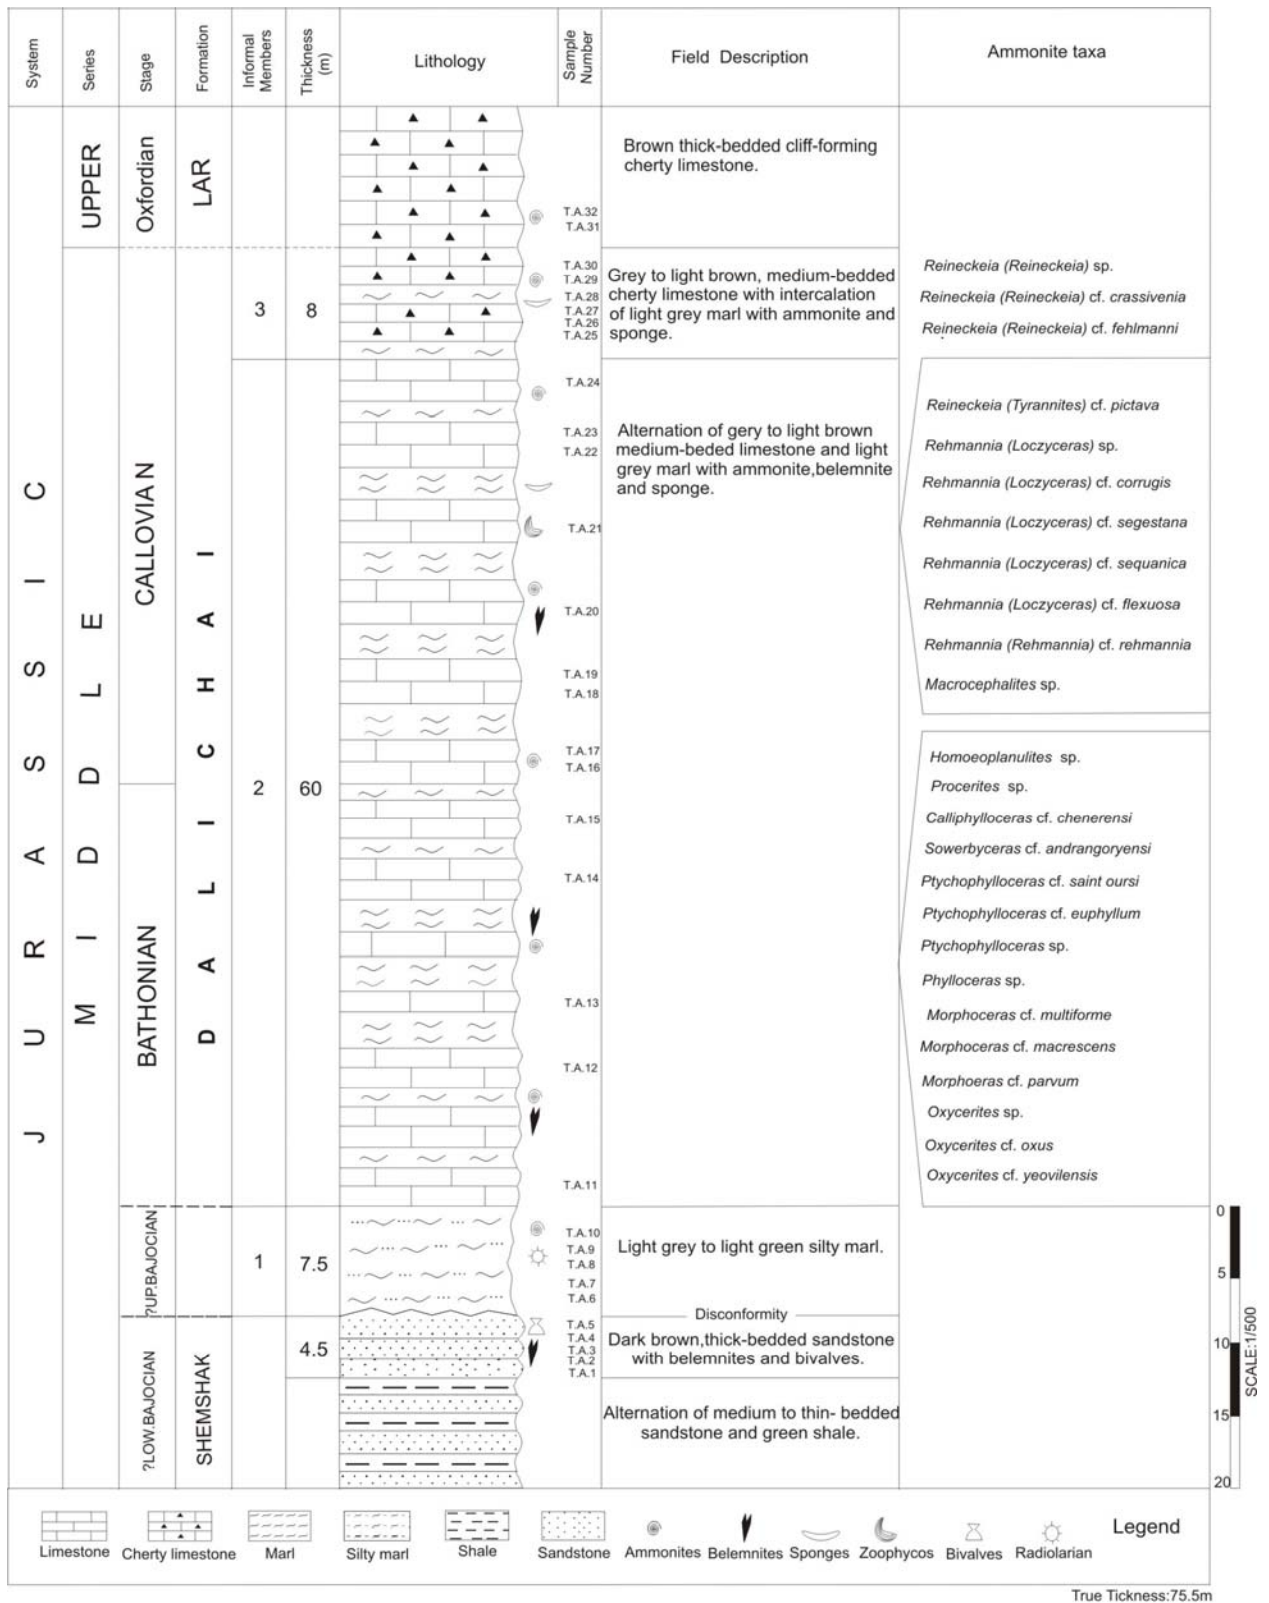 System
Series
Stage
Formation
Informal
Members
Thickness
(m)
Lithology
Sample
Number
Field Description
Ammonite taxa
JURASSSIC
UPPER
MIDDLE
Oxfordian
CALLOVIAN
BATHONIAN
?UP.BAJOCIAN
?LOW.BAJOCIAN
LAR
DALICHAI
SHEMSHAK
3
2
1
8
60
7.5
4.5
T.A.32
T.A.31
T.A.30
T.A.29
T.A.28
T.A.27
T.A.26
T.A.25
T.A.24
T.A.23
T.A.22
T.A.21
T.A.20
T.A.19
T.A.18
T.A.17
T.A.16
T.A.15
T.A.14
T.A.13
T.A.12
T.A.11
T.A.10
T.A.9
T.A.8
T.A.7
T.A.6
T.A.5
T.A.4
T.A.3
T.A.2
T.A.1
Brown thick-bedded cliff-forming
cherty limestone.
Grey to light brown, medium-bedded
cherty limestone with intercalation
of light grey marl with ammonite and
sponge.
Alternation of gery to light brown
medium-beded limestone and light
grey marl with ammonite,belemnite
and sponge.
Light grey to light green silty marl.
Disconformity
Dark brown,thick-bedded sandstone
with belemnites and bivalves.
Alternation of medium to thin- bedded
sandstone and green shale.
Reineckeia (Reineckeia) sp.
Reineckeia (Reineckeia) cf. crassivenia
Reineckeia (Reineckeia) cf. fehlmanni
Reineckeia (Tyrannites) cf. pictava
Rehmannia (Loczyceras) sp.
Rehmannia (Loczyceras) cf. corrugis
Rehmannia (Loczyceras) cf. segestana
Rehmannia (Loczyceras) cf. sequanica
Rehmannia (Loczyceras) cf. flexuosa
Rehmannia (Rehmannia) cf. rehmannia
Macrocephalites sp.
Homoeoplanulites sp.
Procerites sp.
Calliphylloceras cf. chenerensi
Sowerbyceras cf. andrangoryensi
Ptychophylloceras cf. saint oursi
Ptychophylloceras cf. euphyllum
Ptychophylloceras sp.
Phylloceras sp.
Morphoceras cf. multiforme
Morphoceras cf. macrescens
Morphoeras cf. parvum
Oxycerites sp.
Oxycerites cf. oxus
Oxycerites cf. yeovilensis
0
5
10
15
20
SCALE:1/500
Limestone
Cherty limestone
Marl
Silty marl
Shale
Sandstone
Ammonites
Belemnites
Sponges
Zoophycos
Bivalves
Radiolarian
Legend
True Tickness:75.5m